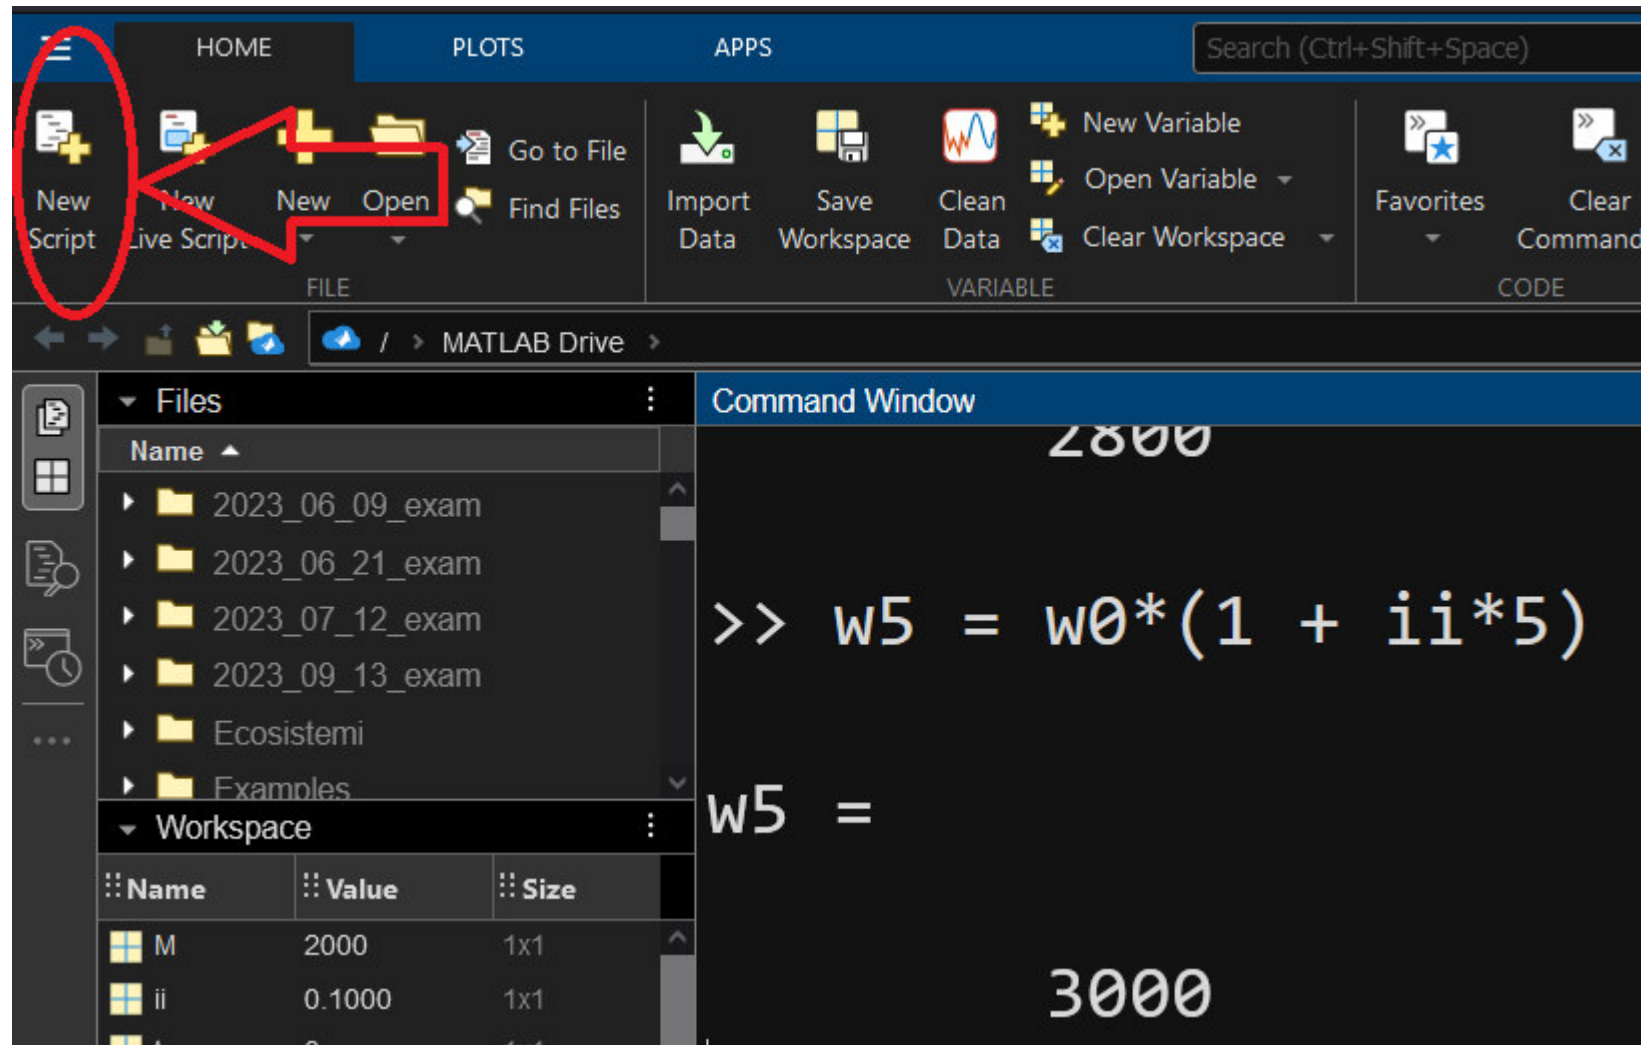 HOME PLOTS APPS Search (Ctrl+Shift+Space)
New Script
New Live Script
New
Open
Go to File
Find Files
Import Data
Save Workspace
Clean Data
New Variable
Open Variable
Clear Workspace
Favorites
Clear Command
FILE VARIABLE CODE
/ > MATLAB Drive >
Files
Name
2023_06_09_exam
2023_06_21_exam
2023_07_12_exam
2023_09_13_exam
Ecosistemi
Examples
Workspace
Name Value Size
M 2000 1x1
ii 0.1000 1x1
Command Window
2800
>> w5 = w0*(1 + ii*5)
w5 =
3000